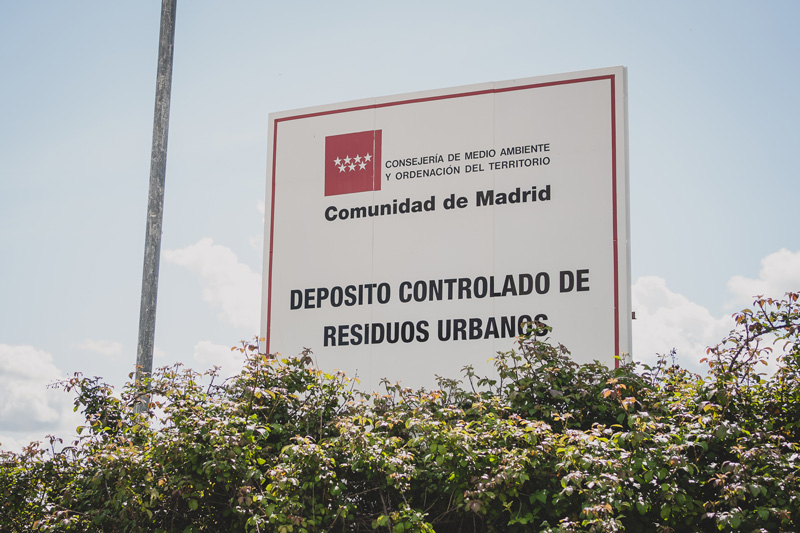 CONSEJERÍA DE MEDIO AMBIENTE
Y ORDENACIÓN DEL TERRITORIO
Comunidad de Madrid
DEPOSITO CONTROLADO DE
RESIDUOS URBANOS